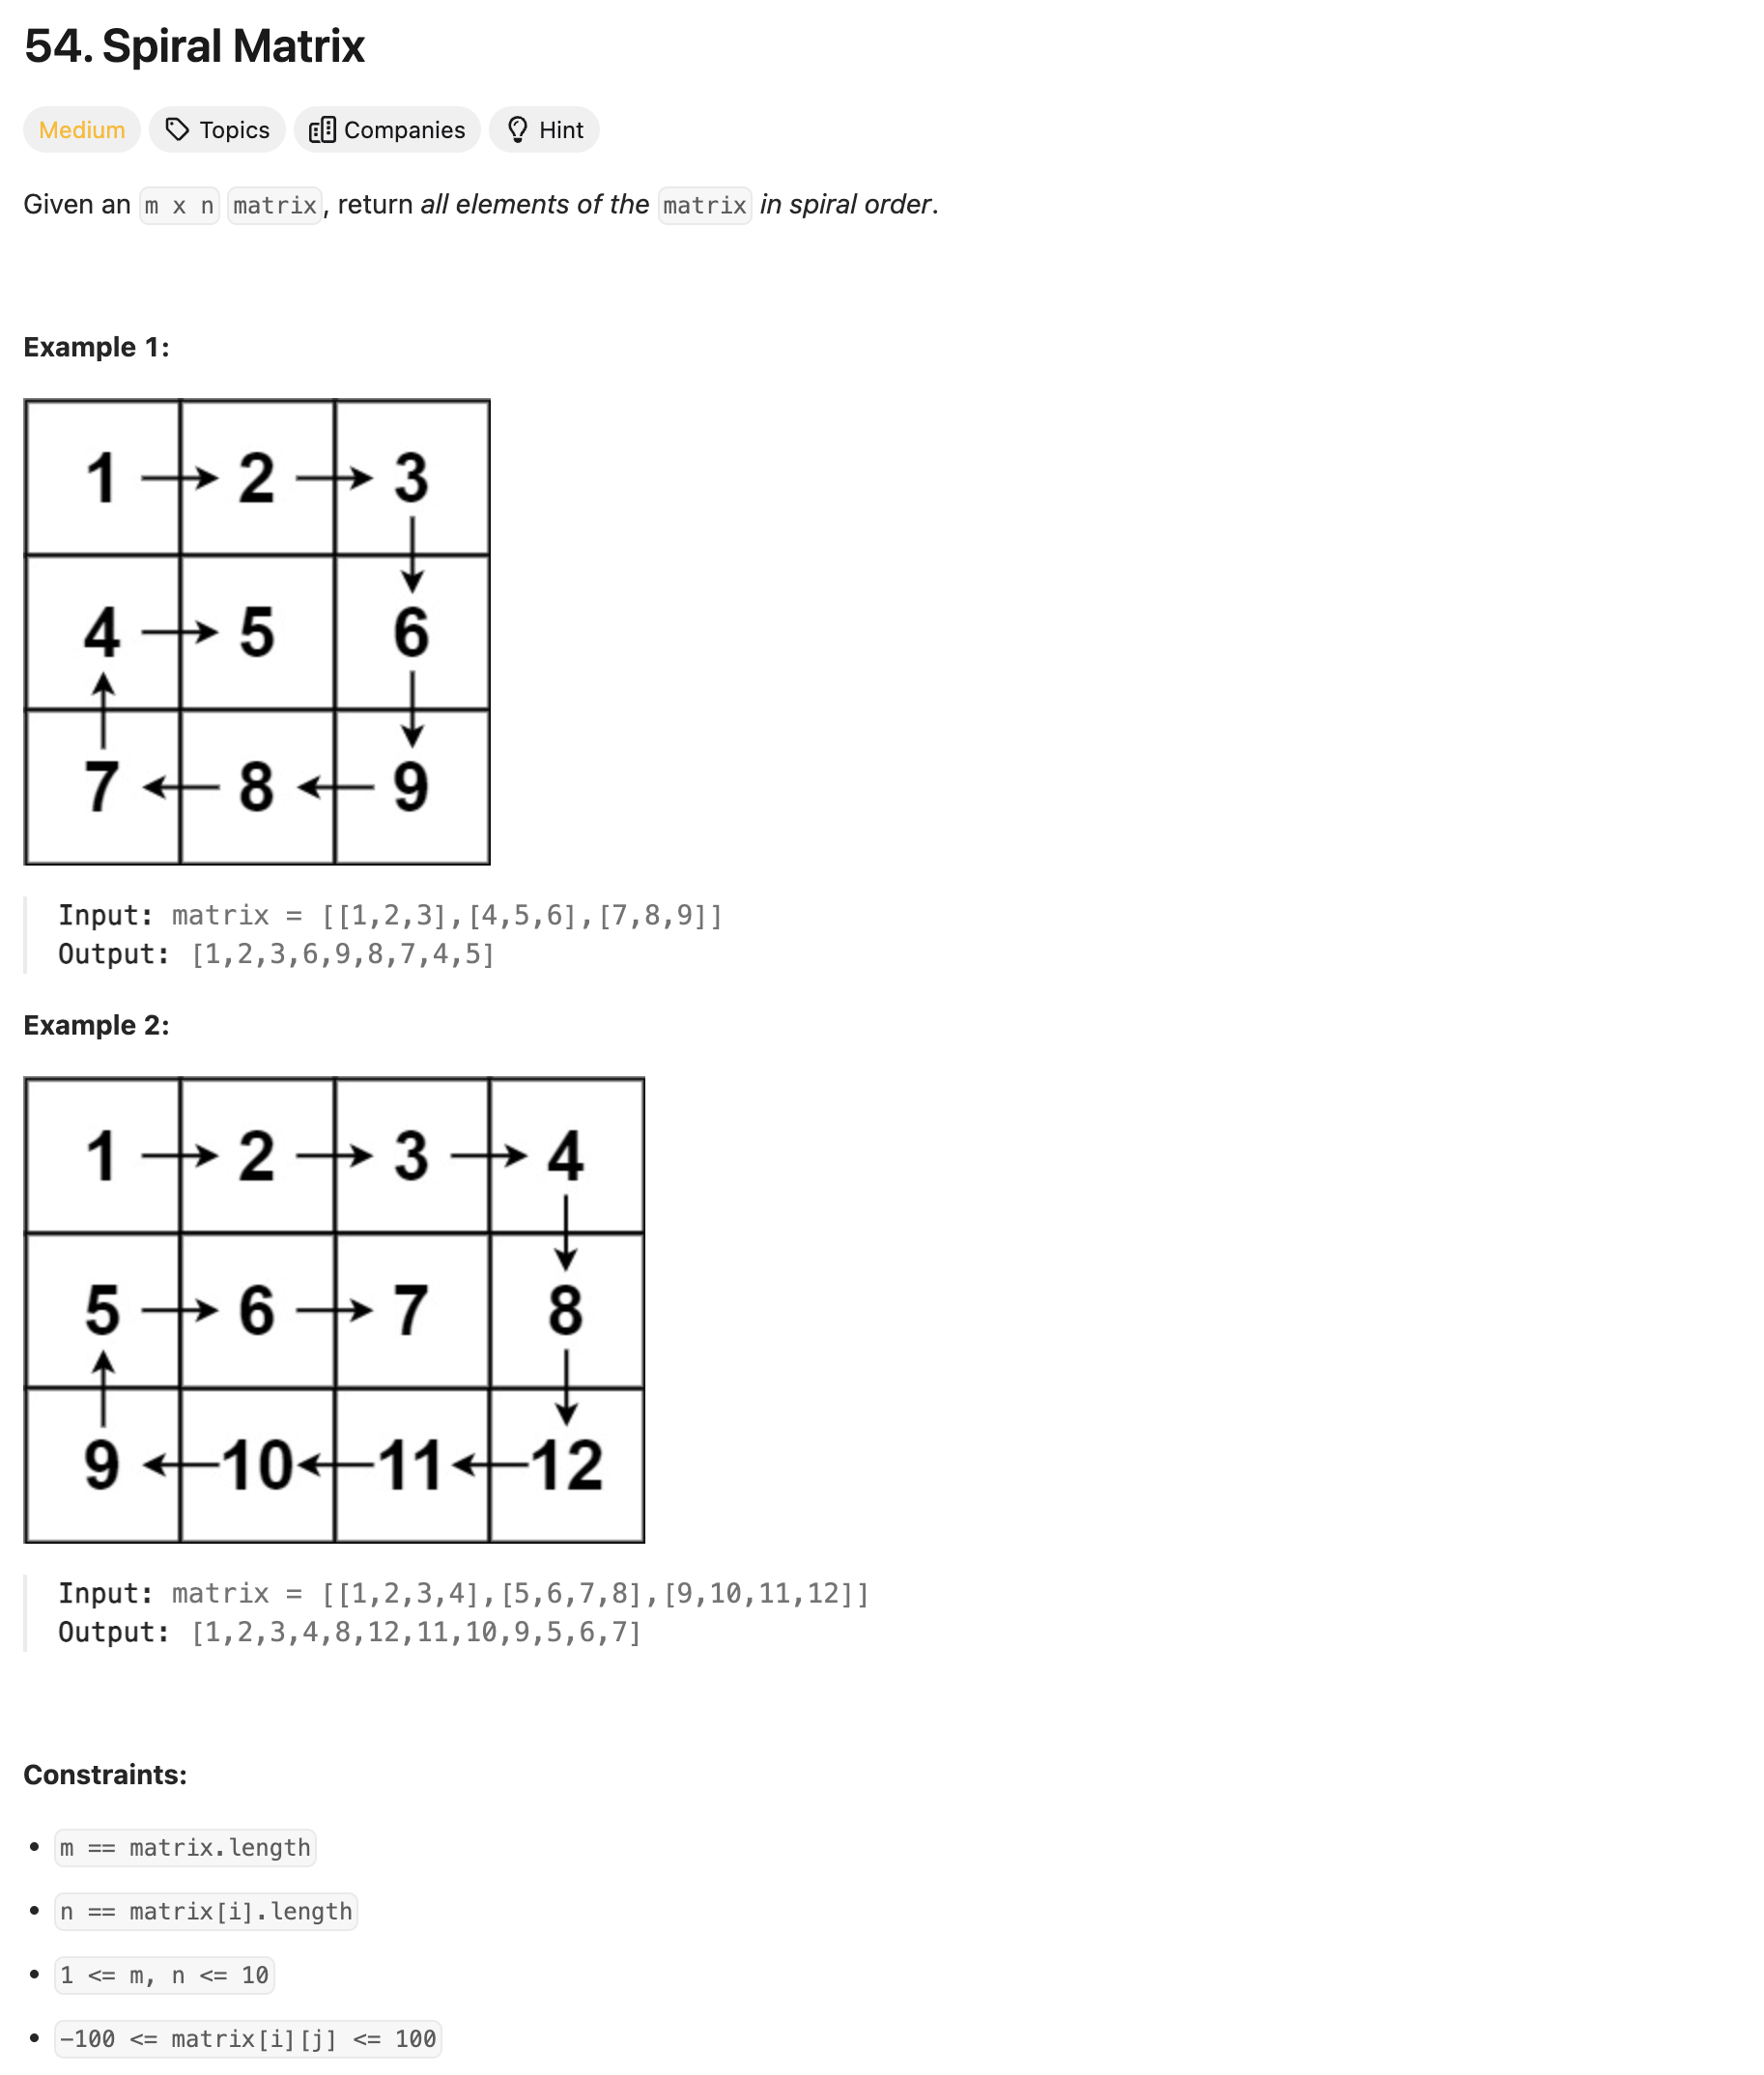 54. Spiral Matrix
Medium Topics Companies Hint
Given an m x n matrix, return all elements of the matrix in spiral order.
Example 1:
1 2 3
4 5 6
7 8 9
Input: matrix = [[1,2,3],[4,5,6],[7,8,9]]
Output: [1,2,3,6,9,8,7,4,5]
Example 2:
1 2 3 4
5 6 7 8
9 10 11 12
Input: matrix = [[1,2,3,4],[5,6,7,8],[9,10,11,12]]
Output: [1,2,3,4,8,12,11,10,9,5,6,7]
Constraints:
• m == matrix.length
• n == matrix[i].length
• 1 <= m, n <= 10
• -100 <= matrix[i][j] <= 100